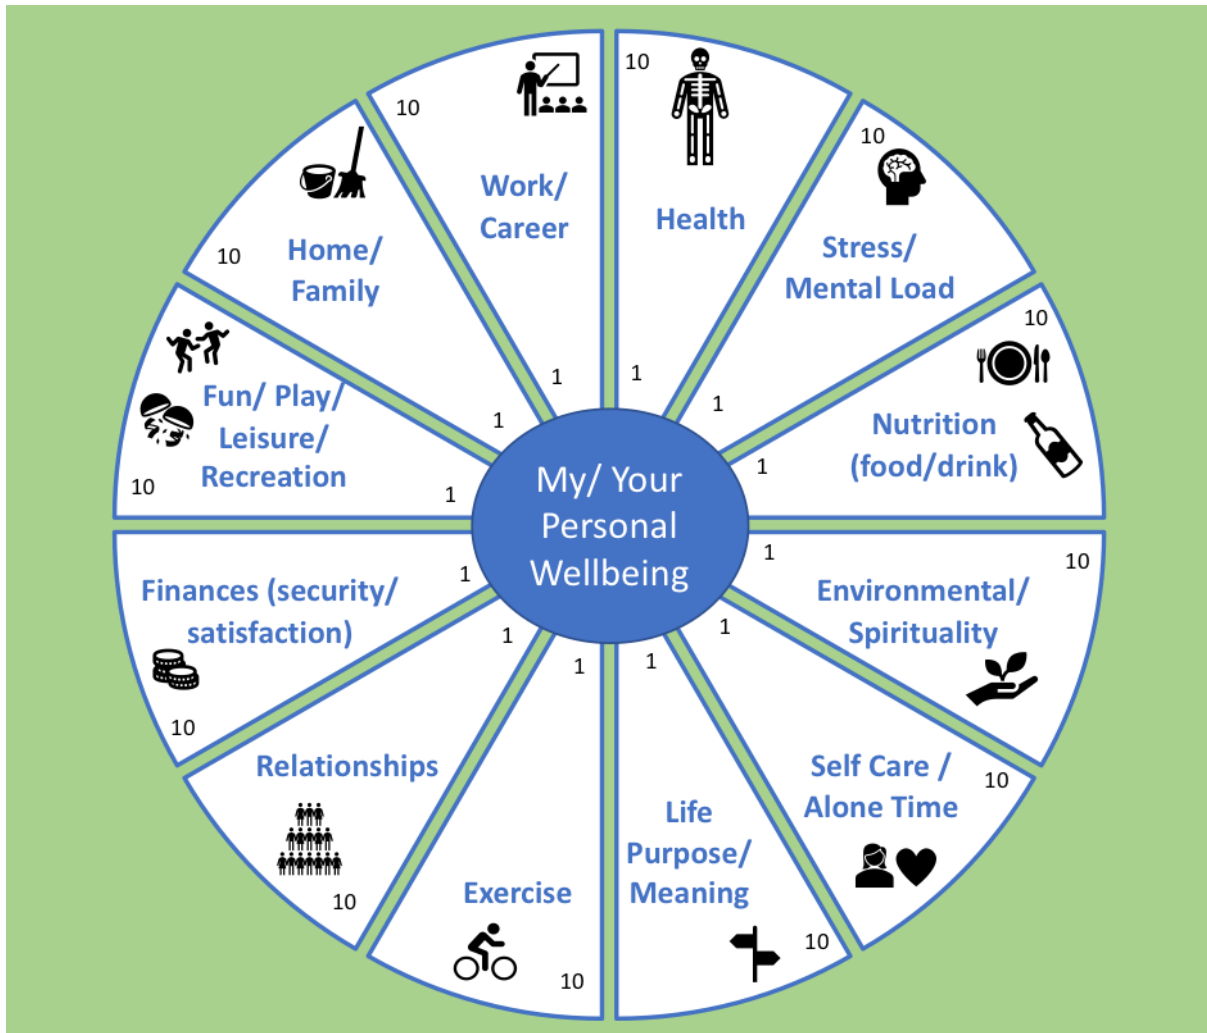 10
Health
1
10
Stress/
Mental Load
1
10
Nutrition
(food/drink)
1
1
10
Environmental/
Spirituality
1
Self Care /
Alone Time
10
1
Life
Purpose/
Meaning
10
1
Exercise
10
1
Relationships
10
1
Finances (security/
satisfaction)
10
Fun/ Play/
Leisure/
Recreation
10
1
Home/
Family
10
1
10
Work/
Career
1
My/ Your
Personal
Wellbeing